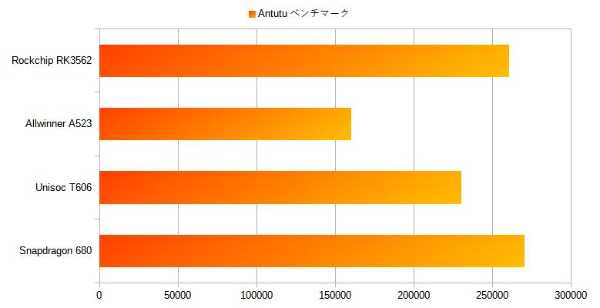 Antutu ベンチマーク
Rockchip RK3562
Allwinner A523
Unisoc T606
Snapdragon 680
0 50000 100000 150000 200000 250000 300000